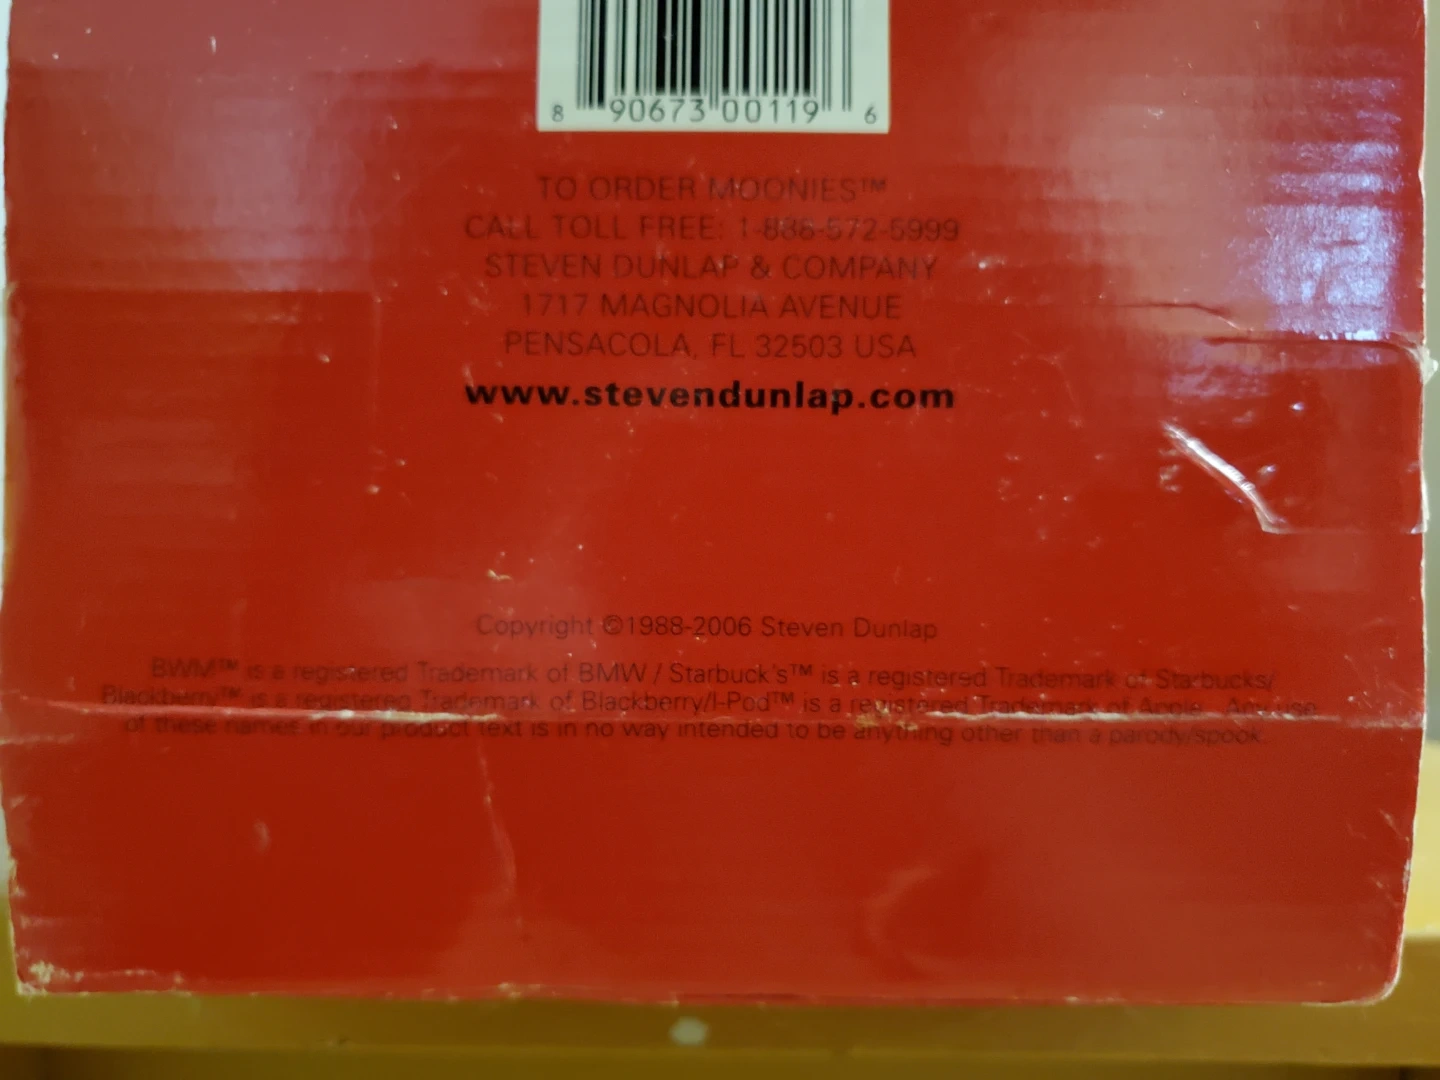 8 90673 00119 6
TO ORDER MOONIES™
CALL TOLL FREE: 1-888-572-5999
STEVEN DUNLAP & COMPANY
1717 MAGNOLIA AVENUE
PENSACOLA, FL 32503 USA
www.stevendunlap.com
Copyright ©1988-2006 Steven Dunlap
BWM™ is a registered Trademark of BMW / Starbuck's™ is a registered Trademark of Starbucks/
Blackberry™ is a registered Trademark of Blackberry/I-Pod™ is a registered Trademark of Apple. Any use
of these names in our product text is in no way intended to be anything other than a parody/spook.